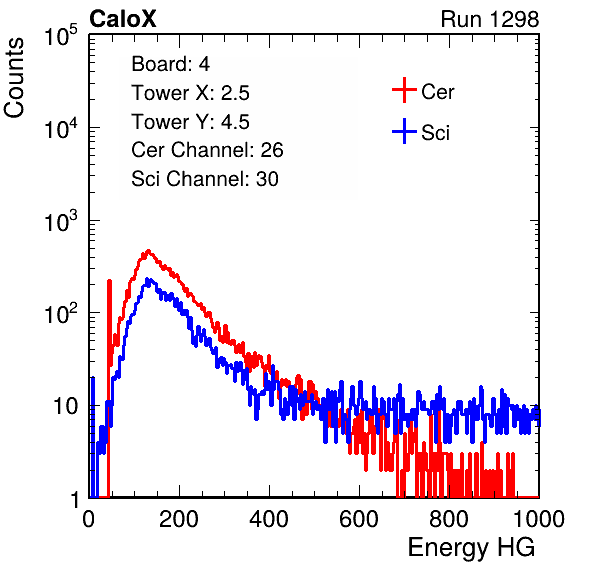 CaloX Run 1298
Counts
10^5
10^4
10^3
10^2
10
1
Board: 4
Tower X: 2.5
Tower Y: 4.5
Cer Channel: 26
Sci Channel: 30
Cer
Sci
0 200 400 600 800 1000
Energy HG